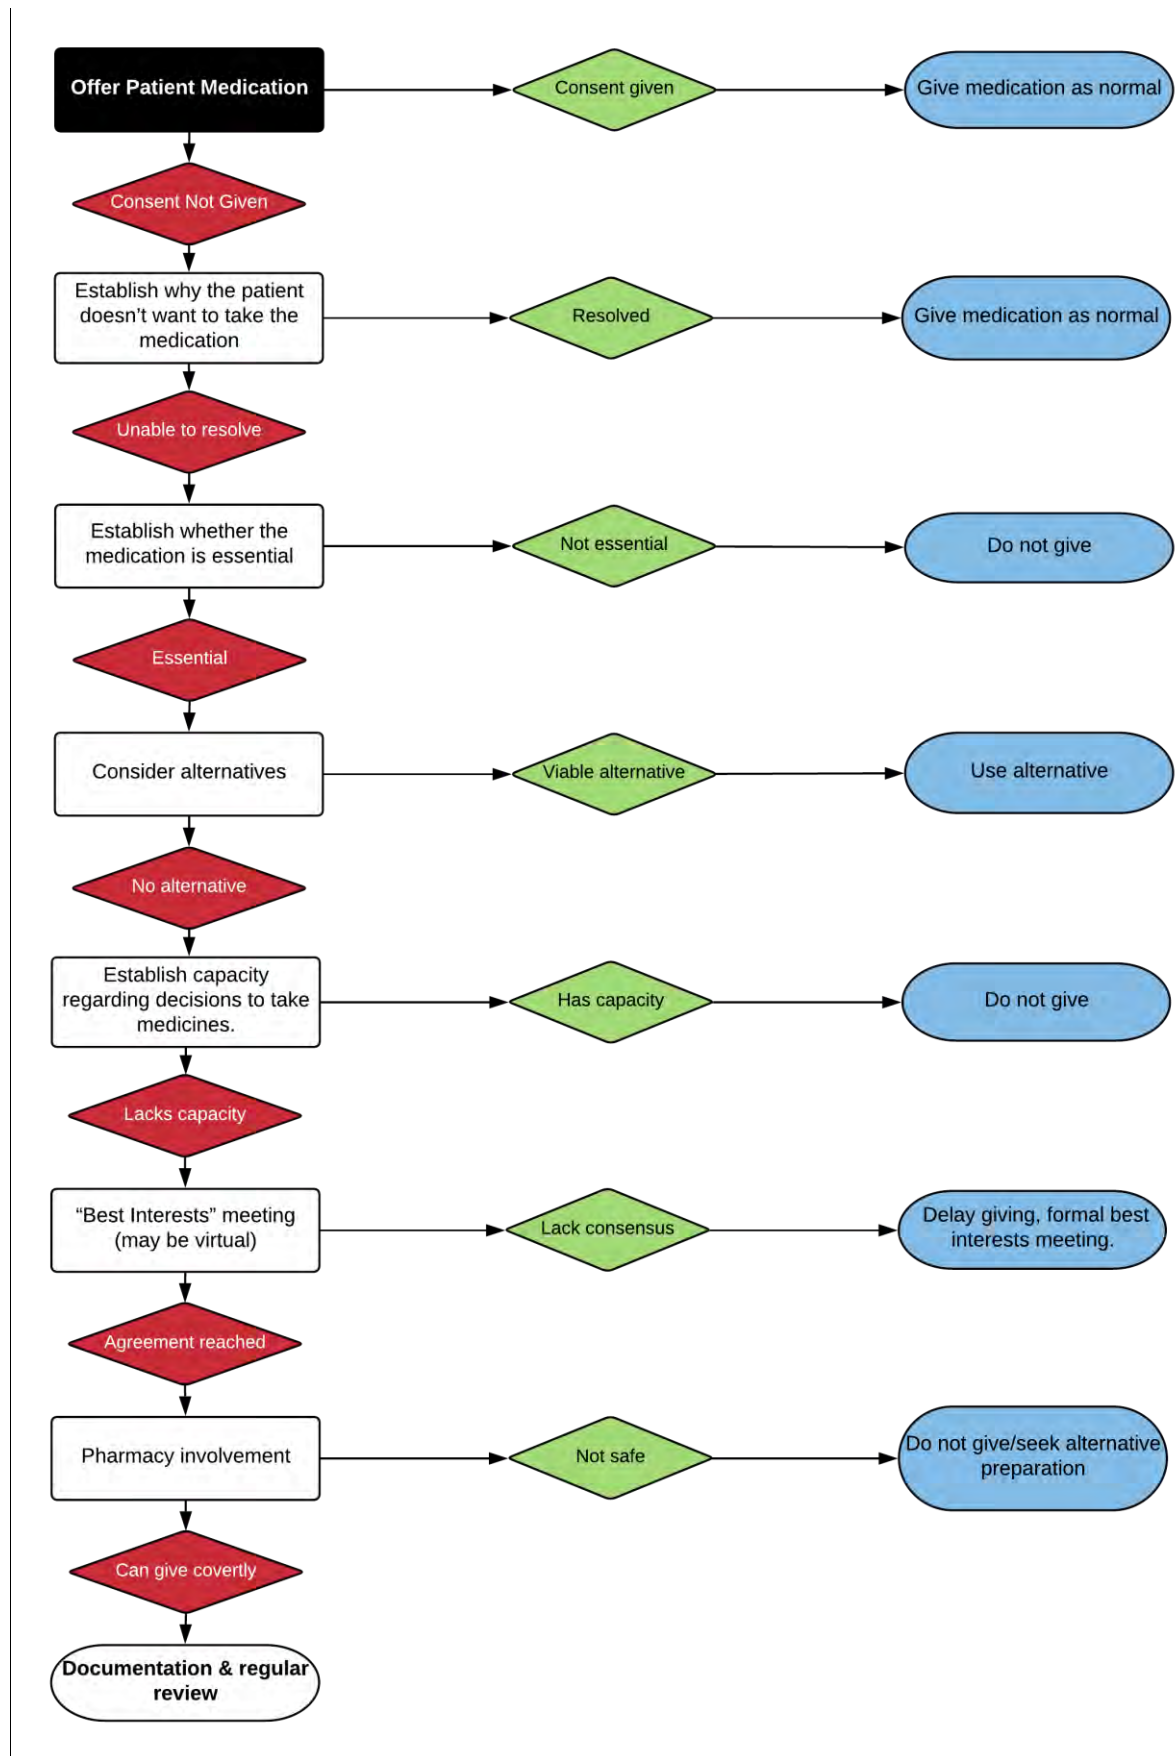 Offer Patient Medication
Consent given
Give medication as normal
Consent Not Given
Establish why the patient
doesn't want to take the
medication
Resolved
Give medication as normal
Unable to resolve
Establish whether the
medication is essential
Not essential
Do not give
Essential
Consider alternatives
Viable alternative
Use alternative
No alternative
Establish capacity
regarding decisions to take
medicines.
Has capacity
Do not give
Lacks capacity
“Best Interests” meeting
(may be virtual)
Lack consensus
Delay giving, formal best
interests meeting.
Agreement reached
Pharmacy involvement
Not safe
Do not give/seek alternative
preparation
Can give covertly
Documentation & regular
review